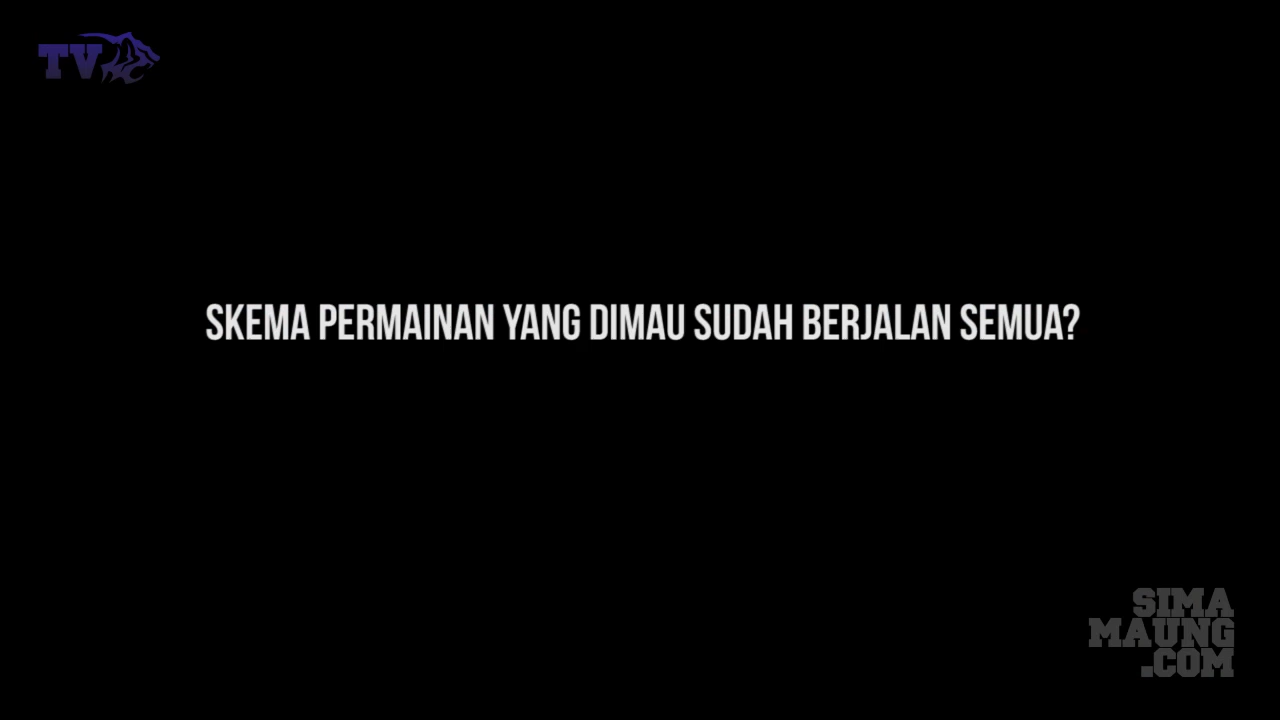 TV
SKEMA PERMAINAN YANG DIMAU SUDAH BERJALAN SEMUA?
SIMA
MAUNG
.COM